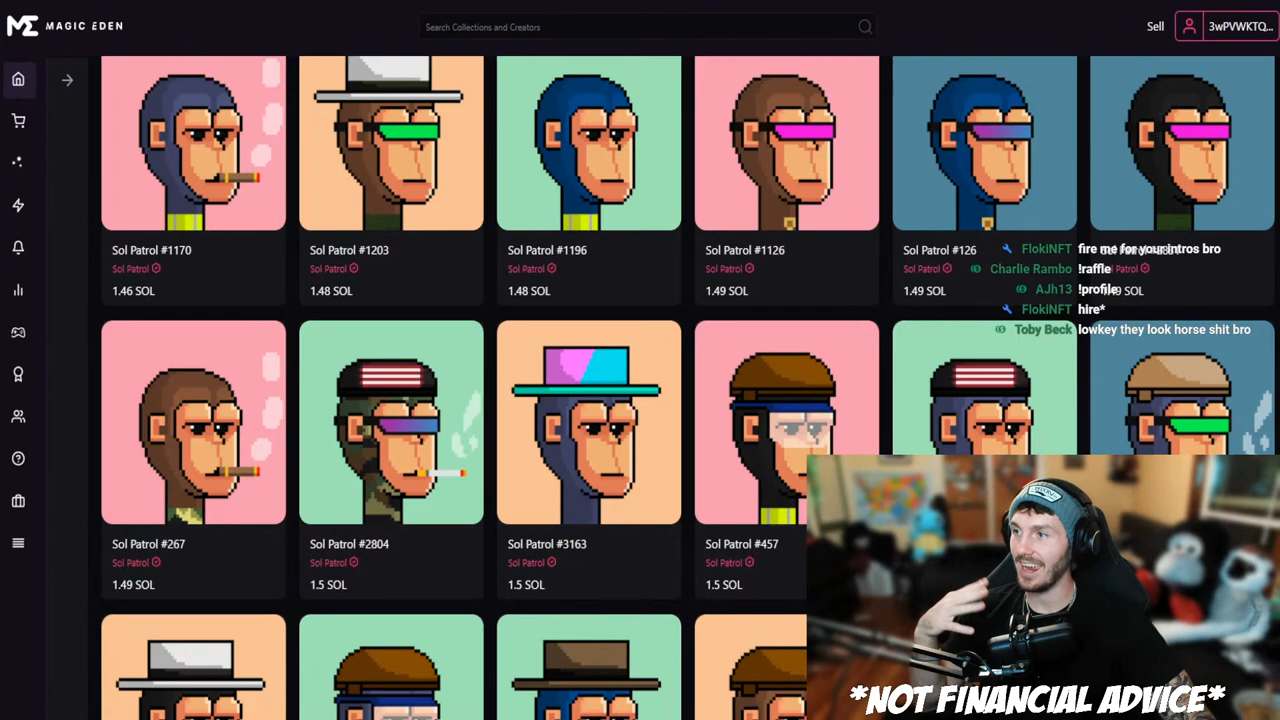 MAGIC EDEN
Search Collections and Creators
Sell
3wPVWKTQ...
Sol Patrol #1170
Sol Patrol
1.46 SOL
Sol Patrol #1203
Sol Patrol
1.48 SOL
Sol Patrol #1196
Sol Patrol
1.48 SOL
Sol Patrol #1126
Sol Patrol
1.49 SOL
Sol Patrol #126
Sol Patrol
1.49 SOL
Patrol
SOL
FlokiNFT fire me for your intros bro
Charlie Rambo !raffle
AJh13 !profile
FlokiNFT hire*
Toby Beck lowkey they look horse shit bro
Sol Patrol #267
Sol Patrol
1.49 SOL
Sol Patrol #2804
Sol Patrol
1.5 SOL
Sol Patrol #3163
Sol Patrol
1.5 SOL
Sol Patrol #457
Sol Patrol
1.5 SOL
*NOT FINANCIAL ADVICE*